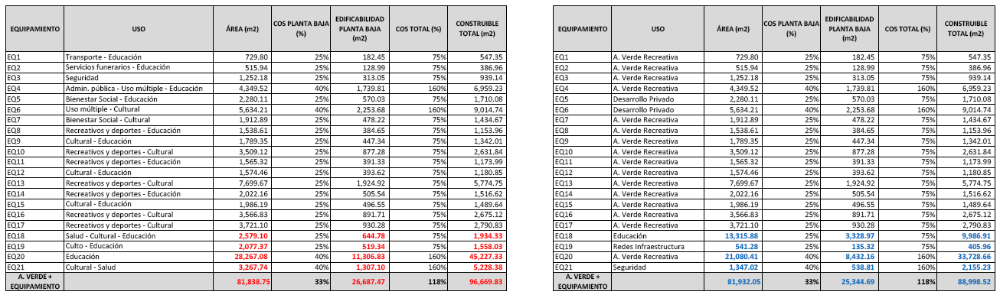 EQUIPAMIENTO USO ÁREA (m2) COS PLANTA BAJA (%) EDIFICABILIDAD PLANTA BAJA (m2) COS TOTAL (%) CONSTRUIBLE TOTAL (m2)
EQ1 Transporte - Educación 729.80 25% 182.45 75% 547.35
EQ2 Servicios funerarios - Educación 515.94 25% 128.99 75% 386.96
EQ3 Seguridad 1,252.18 25% 313.05 75% 939.14
EQ4 Admin. pública - Uso múltiple - Educación 4,349.52 40% 1,739.81 160% 6,959.23
EQ5 Bienestar Social - Educación 2,280.11 25% 570.03 75% 1,710.08
EQ6 Uso múltiple - Cultural 5,634.21 40% 2,253.68 160% 9,014.74
EQ7 Bienestar Social - Cultural 1,912.89 25% 478.22 75% 1,434.67
EQ8 Recreativos y deportes - Educación 1,538.61 25% 384.65 75% 1,153.96
EQ9 Cultural - Educación 1,789.35 25% 447.34 75% 1,342.01
EQ10 Recreativos y deportes - Cultural 3,509.12 25% 877.28 75% 2,631.84
EQ11 Recreativos y deportes - Educación 1,565.32 25% 391.33 75% 1,173.99
EQ12 Cultural - Educación 1,574.46 25% 393.62 75% 1,180.85
EQ13 Recreativos y deportes - Cultural 7,699.67 25% 1,924.92 75% 5,774.75
EQ14 Recreativos y deportes - Educación 2,022.16 25% 505.54 75% 1,516.62
EQ15 Cultural - Educación 1,986.19 25% 496.55 75% 1,489.64
EQ16 Recreativos y deportes - Cultural 3,566.83 25% 891.71 75% 2,675.12
EQ17 Recreativos y deportes - Cultural 3,721.10 25% 930.28 75% 2,790.83
EQ18 Salud - Cultural - Educación 2,579.10 25% 644.78 75% 1,934.33
EQ19 Culto - Educación 2,077.37 25% 519.34 75% 1,558.03
EQ20 Educación 28,267.08 40% 11,306.83 160% 45,227.33
EQ21 Cultural - Salud 3,267.74 40% 1,307.10 160% 5,228.38
A. VERDE + EQUIPAMIENTO 81,838.75 33% 26,687.47 118% 96,669.83
EQUIPAMIENTO USO ÁREA (m2) COS PLANTA BAJA (%) EDIFICABILIDAD PLANTA BAJA (m2) COS TOTAL (%) CONSTRUIBLE TOTAL (m2)
EQ1 A. Verde Recreativa 729.80 25% 182.45 75% 547.35
EQ2 A. Verde Recreativa 515.94 25% 128.99 75% 386.96
EQ3 A. Verde Recreativa 1,252.18 25% 313.05 75% 939.14
EQ4 A. Verde Recreativa 4,349.52 40% 1,739.81 160% 6,959.23
EQ5 Desarrollo Privado 2,280.11 25% 570.03 75% 1,710.08
EQ6 Desarrollo Privado 5,634.21 40% 2,253.68 160% 9,014.74
EQ7 A. Verde Recreativa 1,912.89 25% 478.22 75% 1,434.67
EQ8 A. Verde Recreativa 1,538.61 25% 384.65 75% 1,153.96
EQ9 A. Verde Recreativa 1,789.35 25% 447.34 75% 1,342.01
EQ10 A. Verde Recreativa 3,509.12 25% 877.28 75% 2,631.84
EQ11 A. Verde Recreativa 1,565.32 25% 391.33 75% 1,173.99
EQ12 A. Verde Recreativa 1,574.46 25% 393.62 75% 1,180.85
EQ13 A. Verde Recreativa 7,699.67 25% 1,924.92 75% 5,774.75
EQ14 A. Verde Recreativa 2,022.16 25% 505.54 75% 1,516.62
EQ15 A. Verde Recreativa 1,986.19 25% 496.55 75% 1,489.64
EQ16 A. Verde Recreativa 3,566.83 25% 891.71 75% 2,675.12
EQ17 A. Verde Recreativa 3,721.10 25% 930.28 75% 2,790.83
EQ18 Educación 13,315.88 25% 3,328.97 75% 9,986.91
EQ19 Redes Infraestructura 541.28 25% 135.32 75% 405.96
EQ20 A. Verde Recreativa 21,080.41 40% 8,432.16 160% 33,728.66
EQ21 Seguridad 1,347.02 40% 538.81 160% 2,155.23
A. VERDE + EQUIPAMIENTO 81,932.05 33% 25,344.69 118% 88,998.52